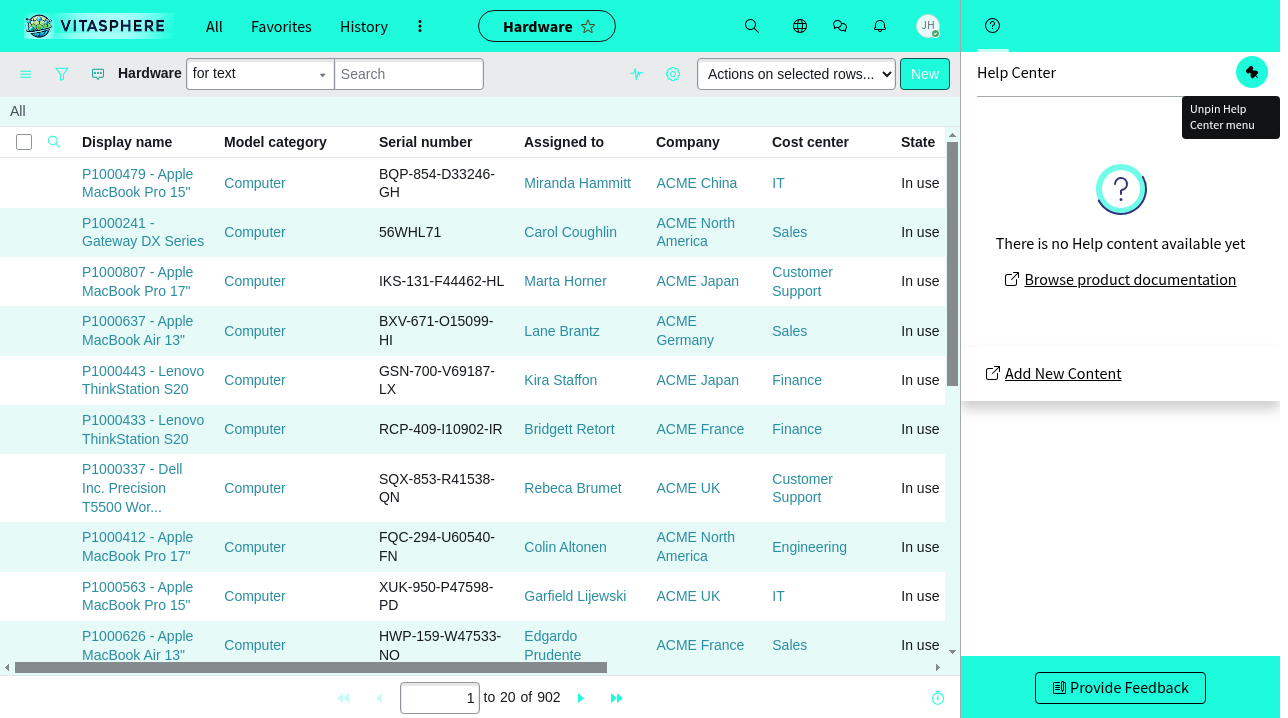 VITASPHERE
All
Favorites
History
Hardware
JH
Hardware
for text
Search
Actions on selected rows...
New
All
Display name
Model category
Serial number
Assigned to
Company
Cost center
State
P1000479 - Apple
MacBook Pro 15"
Computer
BQP-854-D33246-
GH
Miranda Hammitt
ACME China
IT
In use
P1000241 -
Gateway DX Series
Computer
56WHL71
Carol Coughlin
ACME North
America
Sales
In use
P1000807 - Apple
MacBook Pro 17"
Computer
IKS-131-F44462-HL
Marta Horner
ACME Japan
Customer
Support
In use
P1000637 - Apple
MacBook Air 13"
Computer
BXV-671-O15099-
HI
Lane Brantz
ACME
Germany
Sales
In use
P1000443 - Lenovo
ThinkStation S20
Computer
GSN-700-V69187-
LX
Kira Staffon
ACME Japan
Finance
In use
P1000433 - Lenovo
ThinkStation S20
Computer
RCP-409-I10902-IR
Bridgett Retort
ACME France
Finance
In use
P1000337 - Dell
Inc. Precision
T5500 Wor...
Computer
SQX-853-R41538-
QN
Rebeca Brumet
ACME UK
Customer
Support
In use
P1000412 - Apple
MacBook Pro 17"
Computer
FQC-294-U60540-
FN
Colin Altonen
ACME North
America
Engineering
In use
P1000563 - Apple
MacBook Pro 15"
Computer
XUK-950-P47598-
PD
Garfield Lijewski
ACME UK
IT
In use
P1000626 - Apple
MacBook Air 13"
Computer
HWP-159-W47533-
NO
Edgardo
Prudente
ACME France
Sales
In use
1 to 20 of 902
Help Center
Unpin Help
Center menu
There is no Help content available yet
Browse product documentation
Add New Content
Provide Feedback